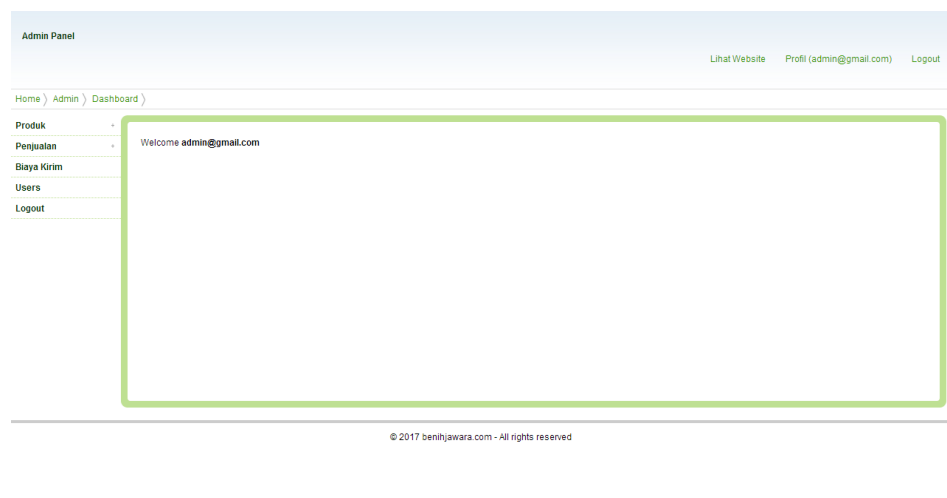 Admin Panel
Lihat Website Profil (admin@gmail.com) Logout
Home Admin Dashboard
Produk
Penjualan
Biaya Kirim
Users
Logout
Welcome admin@gmail.com
© 2017 benihjawara.com - All rights reserved